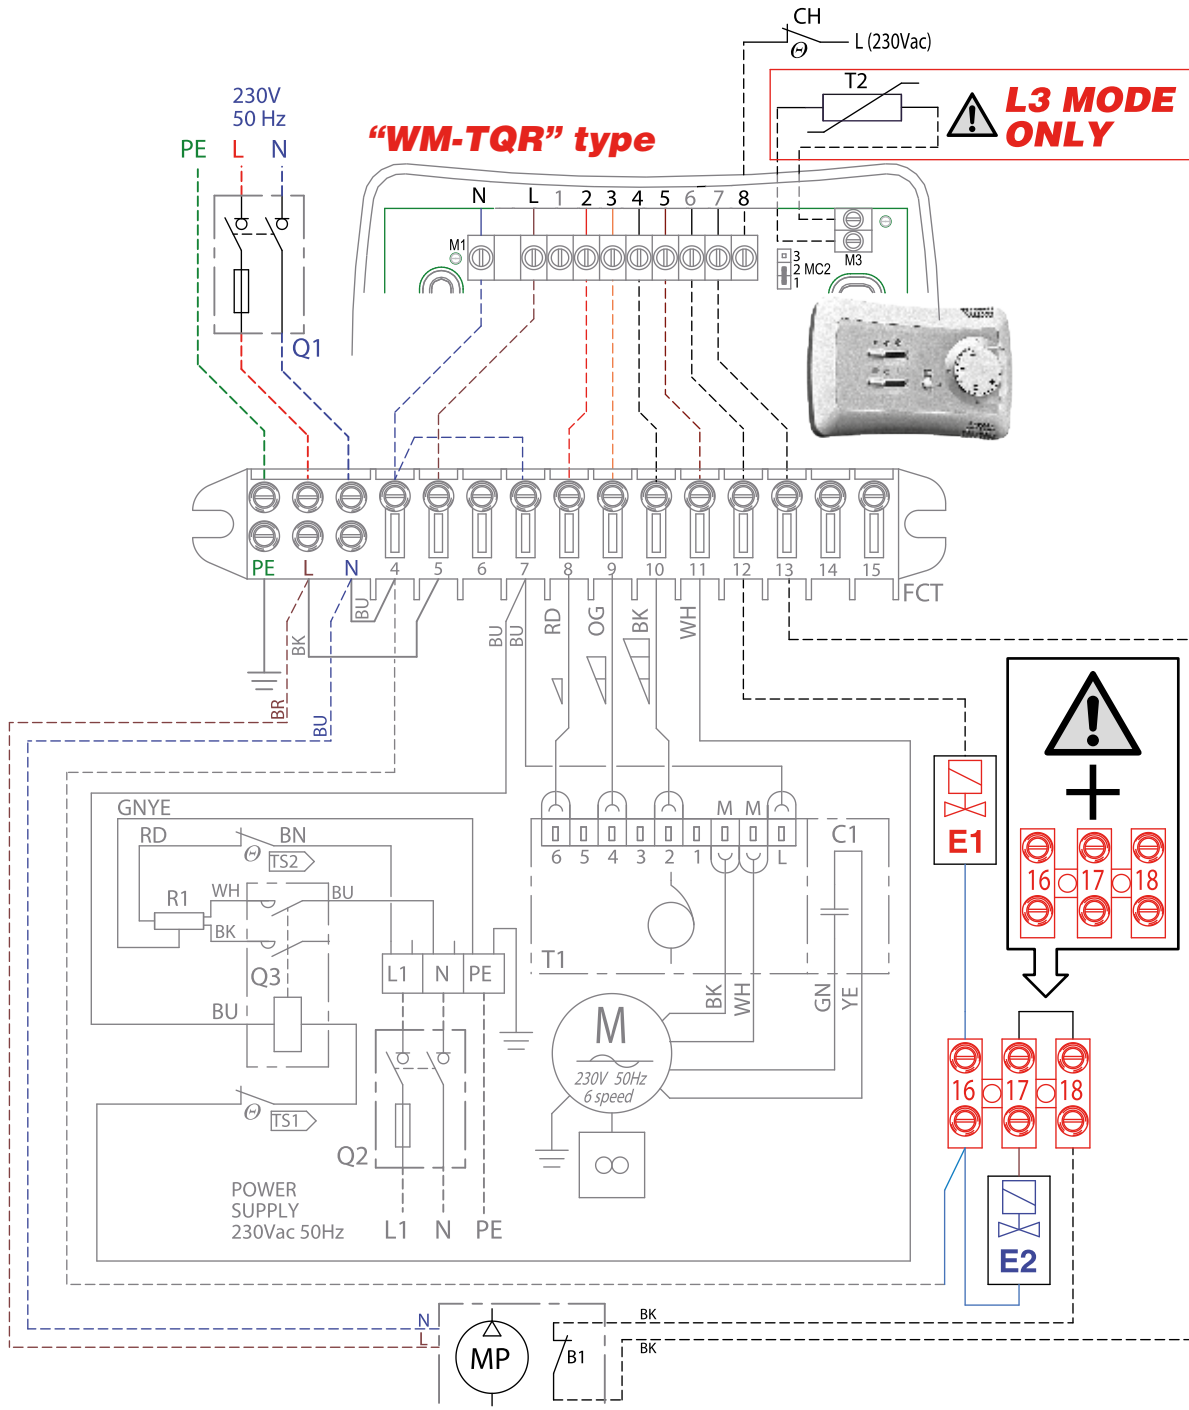 CH
L (230Vac)
T2
L3 MODE
ONLY
230V
50 Hz
PE L N
“WM-TQR” type
N L 1 2 3 4 5 6 7 8
M1
3
2 MC2
1
M3
Q1
PE L N 4 5 6 7 8 9 10 11 12 13 14 15
FCT
BU
BK
BU
BU
RD
OG
BK
WH
BR
BU
GNYE
RD
BN
TS2
R1
WH
BU
BK
Q3
BU
L1 N PE
TS1
Q2
POWER
SUPPLY
230Vac 50Hz
L1 N PE
M M
6 5 4 3 2 1 L
C1
T1
BK
WH
GN
YE
M
230V 50Hz
6 speed
E1
+
16 17 18
16 17 18
E2
N
L
MP
B1
BK
BK